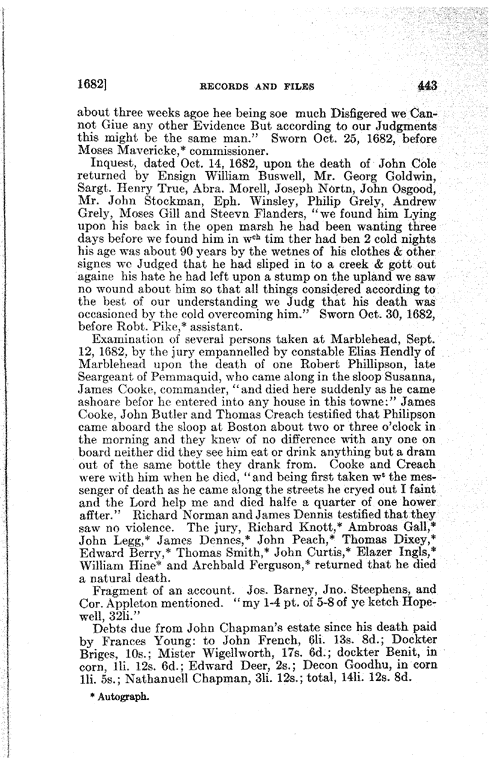 1682] RECORDS AND FILES 443
about three weeks agoe hee being soe much Disfigered we Can-
not Giue any other Evidence But according to our Judgments
this might be the same man." Sworn Oct. 25, 1682, before
Moses Mavericke,* commissioner.
Inquest, dated Oct. 14, 1682, upon the death of John Cole
returned by Ensign William Buswell, Mr. Georg Goldwin,
Sargt. Henry True, Abra. Morell, Joseph Nortn, John Osgood,
Mr. John Stockman, Eph. Winsley, Philip Grely, Andrew
Grely, Moses Gill and Steevn Flanders, "we found him Lying
upon his back in the open marsh he had been wanting three
days before we found him in wch tim ther had ben 2 cold nights
his age was about 90 years by the wetnes of his clothes & other
signes we Judged that he had sliped in to a creek & gott out
againe his hate he had left upon a stump on the upland we saw
no wound about him so that all things considered according to
the best of our understanding we Judg that his death was
occasioned by the cold overcoming him." Sworn Oct. 30, 1682,
before Robt. Pike,* assistant.
Examination of several persons taken at Marblehead, Sept.
12, 1682, by the jury empannelled by constable Elias Hendly of
Marblehead upon the death of one Robert Phillipson, late
Seargeant of Pemmaquid, who came along in the sloop Susanna,
James Cooke, commander, "and died here suddenly as he came
ashoare befor he entered into any house in this towne:" James
Cooke, John Butler and Thomas Creach testified that Philipson
came aboard the sloop at Boston about two or three o'clock in
the morning and they knew of no difference with any one on
board neither did they see him eat or drink anything but a dram
out of the same bottle they drank from. Cooke and Creach
were with him when he died, "and being first taken wt the mes-
senger of death as he came along the streets he cryed out I faint
and the Lord help me and died halfe a quarter of one hower
affter." Richard Norman and James Dennis testified that they
saw no violence. The jury, Richard Knott,* Ambroas Gall,*
John Legg,* James Dennes,* John Peach,* Thomas Dixey,*
Edward Berry,* Thomas Smith,* John Curtis,* Elazer Ingls,*
William Hine* and Archbald Ferguson,* returned that he died
a natural death.
Fragment of an account. Jos. Barney, Jno. Steephens, and
Cor. Appleton mentioned. "my 1-4 pt. of 5-8 of ye ketch Hope-
well, 32li."
Debts due from John Chapman's estate since his death paid
by Frances Young: to John French, 6li. 13s. 8d.; Dockter
Briges, 10s.; Mister Wigellworth, 17s. 6d.; dockter Benit, in
corn, 1li. 12s. 6d.; Edward Deer, 2s.; Decon Goodhu, in corn
1li. 5s.; Nathanuell Chapman, 3li. 12s.; total, 14li. 12s. 8d.
* Autograph.